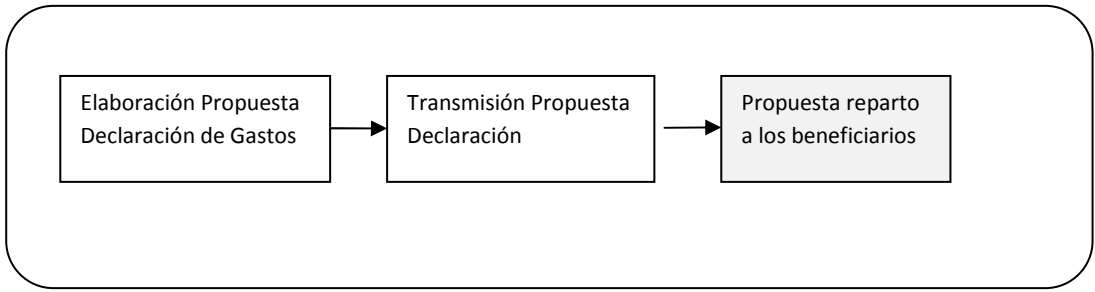 Elaboración Propuesta
Declaración de Gastos
Transmisión Propuesta
Declaración
Propuesta reparto
a los beneficiarios